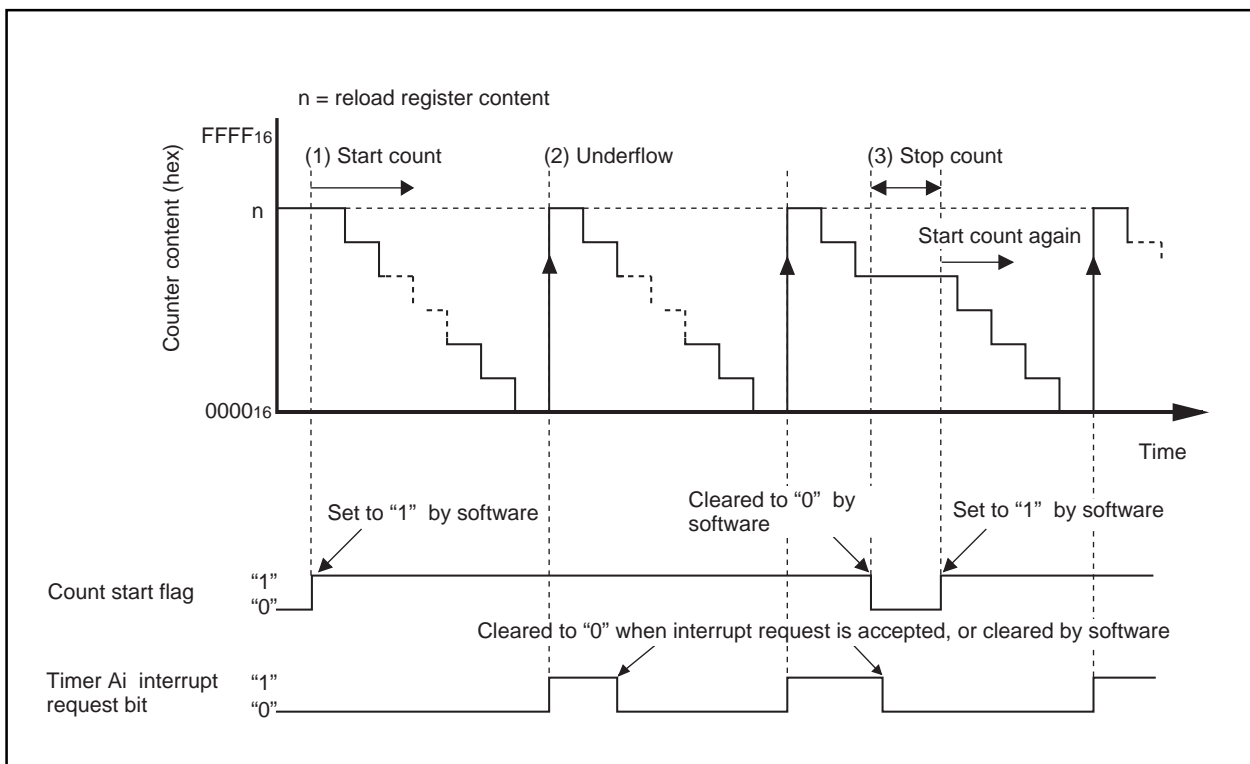 n = reload register content
FFFF16
(1) Start count
(2) Underflow
(3) Stop count
Counter content (hex)
n
Start count again
000016
Time
Set to “1” by software
Cleared to “0” by
software
Set to “1” by software
Count start flag
“1”
“0”
Cleared to “0” when interrupt request is accepted, or cleared by software
Timer Ai interrupt
request bit
“1”
“0”